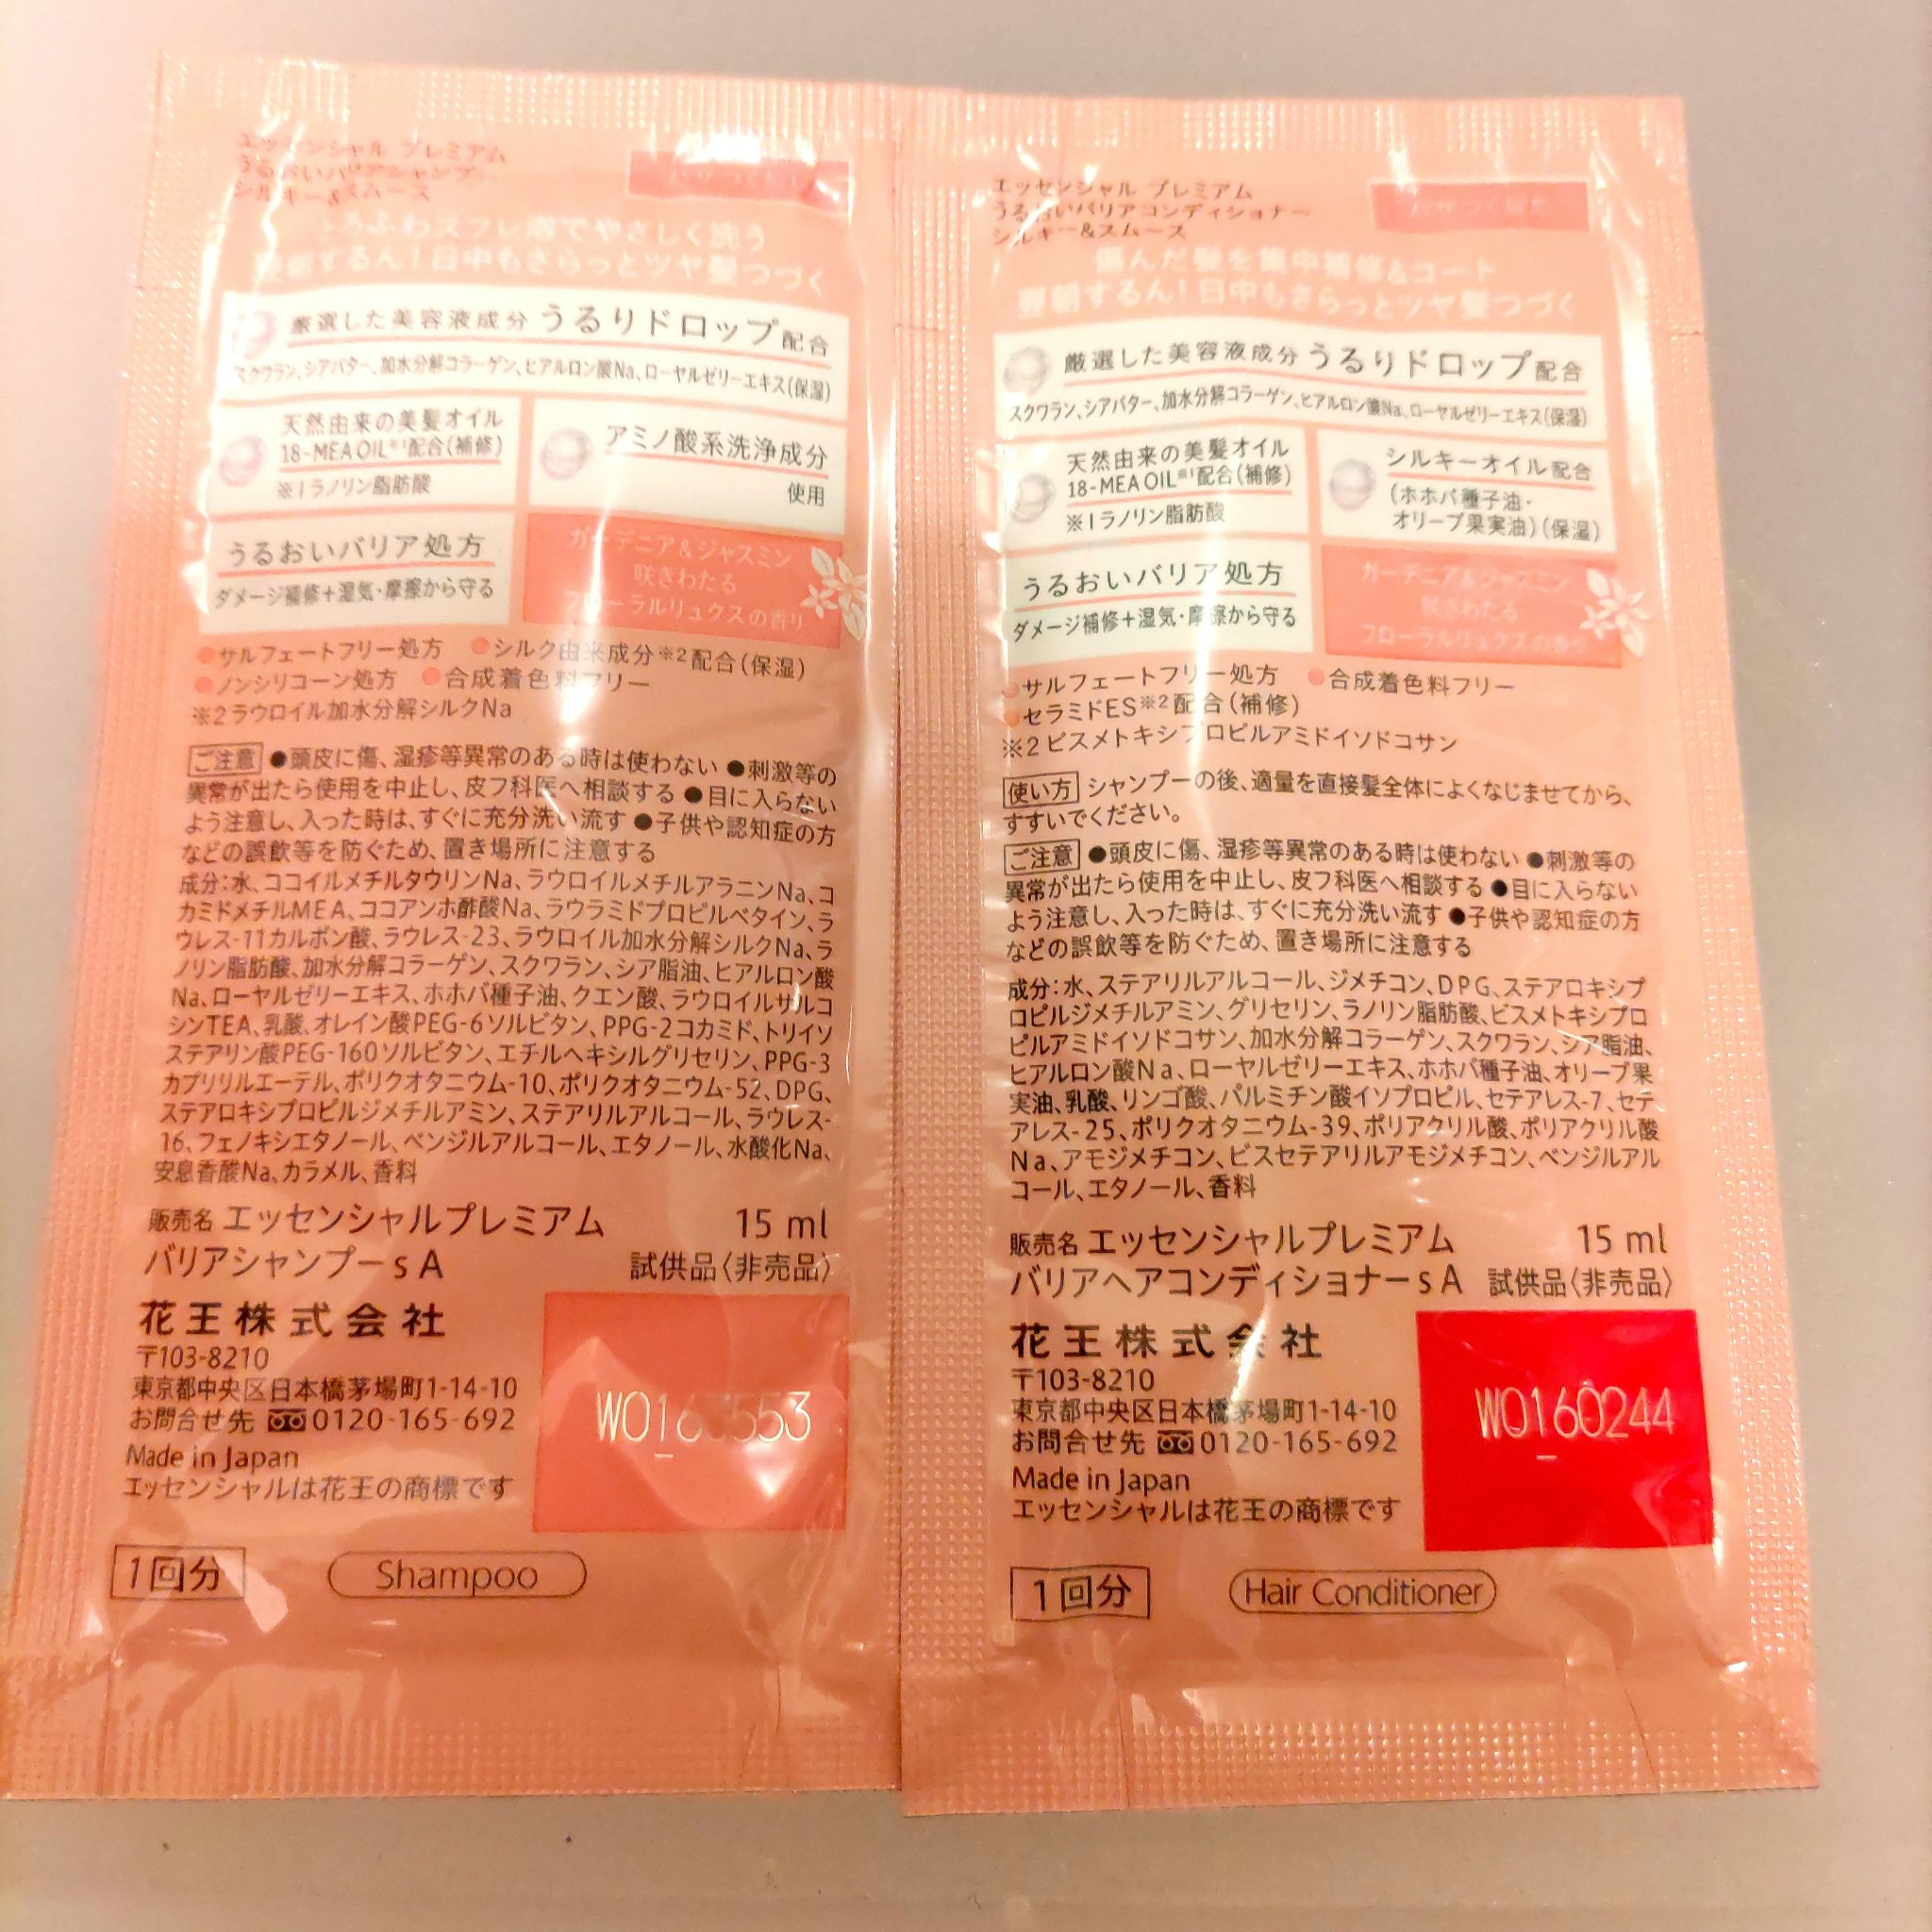 エッセンシャル プレミアム
うるおいバリアシャンプー
シルキー&スムース
とろふわスフレ泡でやさしく洗う
翌朝するん!日中もさらっとツヤ髪つづく
厳選した美容液成分 うるりドロップ配合
スクワラン、シアバター、加水分解コラーゲン、ヒアルロン酸Na、ローヤルゼリーエキス(保湿)
天然由来の美髪オイル
18-MEA OIL※1配合(補修)
※1ラノリン脂肪酸
アミノ酸系洗浄成分
使用
うるおいバリア処方
ダメージ補修+湿気・摩擦から守る
ガーデニア&ジャスミン
咲きわたる
フローラルリュクスの香り
●サルフェートフリー処方 ●シルク由来成分※2配合(保湿)
●ノンシリコーン処方 ●合成着色料フリー
※2ラウロイル加水分解シルクNa
ご注意 ●頭皮に傷、湿疹等異常のある時は使わない ●刺激等の
異常が出たら使用を中止し、皮フ科医へ相談する ●目に入らない
よう注意し、入った時は、すぐに充分洗い流す ●子供や認知症の方
などの誤飲等を防ぐため、置き場所に注意する
成分:水、ココイルメチルタウリンNa、ラウロイルメチルアラニンNa、コ
カミドメチルMEA、ココアンホ酢酸Na、ラウラミドプロピルベタイン、ラ
ウレス-11カルボン酸、ラウレス-23、ラウロイル加水分解シルクNa、ラ
ノリン脂肪酸、加水分解コラーゲン、スクワラン、シア脂油、ヒアルロン酸
Na、ローヤルゼリーエキス、ホホバ種子油、クエン酸、ラウロイルサルコ
シンTEA、乳酸、オレイン酸PEG-6ソルビタン、PPG-2コカミド、トリイソ
ステアリン酸PEG-160ソルビタン、エチルヘキシルグリセリン、PPG-3
カプリリルエーテル、ポリクオタニウム-10、ポリクオタニウム-52、DPG、
ステアロキシプロピルジメチルアミン、ステアリルアルコール、ラウレス-
16、フェノキシエタノール、ベンジルアルコール、エタノール、水酸化Na、
安息香酸Na、カラメル、香料
販売名 エッセンシャルプレミアム 15 ml
バリアシャンプーs A 試供品〈非売品〉
花王株式会社
〒103-8210
東京都中央区日本橋茅場町1-14-10
お問合せ先 0120-165-692
Made in Japan
エッセンシャルは花王の商標です
1回分 Shampoo
エッセンシャル プレミアム
うるおいバリアコンディショナー
シルキー&スムース
傷んだ髪を集中補修&コート
翌朝するん!日中もさらっとツヤ髪つづく
厳選した美容液成分 うるりドロップ配合
スクワラン、シアバター、加水分解コラーゲン、ヒアルロン酸Na、ローヤルゼリーエキス(保湿)
天然由来の美髪オイル
18-MEA OIL※1配合(補修)
※1ラノリン脂肪酸
シルキーオイル配合
(ホホバ種子油・
オリーブ果実油)(保湿)
うるおいバリア処方
ダメージ補修+湿気・摩擦から守る
ガーデニア&ジャスミン
咲きわたる
フローラルリュクスの香り
●サルフェートフリー処方 ●合成着色料フリー
●セラミドES※2配合(補修)
※2ビスメトキシプロピルアミドイソドコサン
使い方 シャンプーの後、適量を直接髪全体によくなじませてから、
すすいでください。
ご注意 ●頭皮に傷、湿疹等異常のある時は使わない ●刺激等の
異常が出たら使用を中止し、皮フ科医へ相談する ●目に入らない
よう注意し、入った時は、すぐに充分洗い流す ●子供や認知症の方
などの誤飲等を防ぐため、置き場所に注意する
成分:水、ステアリルアルコール、ジメチコン、DPG、ステアロキシプ
ロピルジメチルアミン、グリセリン、ラノリン脂肪酸、ビスメトキシプロ
ピルアミドイソドコサン、加水分解コラーゲン、スクワラン、シア脂油、
ヒアルロン酸Na、ローヤルゼリーエキス、ホホバ種子油、オリーブ果
実油、乳酸、リンゴ酸、パルミチン酸イソプロピル、セテアレス-7、セテ
アレス-25、ポリクオタニウム-39、ポリアクリル酸、ポリアクリル酸
Na、アモジメチコン、ビスセテアリルアモジメチコン、ベンジルアル
コール、エタノール、香料
販売名 エッセンシャルプレミアム 15 ml
バリアヘアコンディショナーs A 試供品〈非売品〉
花王株式会社
〒103-8210
東京都中央区日本橋茅場町1-14-10
お問合せ先 0120-165-692
Made in Japan
エッセンシャルは花王の商標です
W0160244
1回分 Hair Conditioner